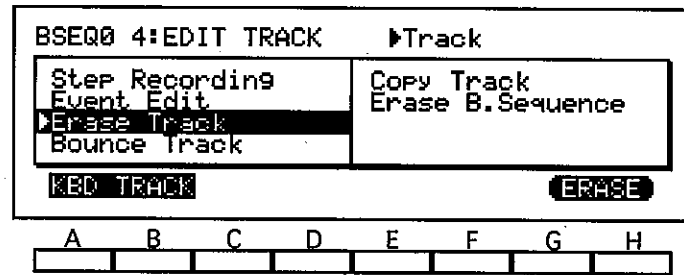 BSEQ0 4:EDIT TRACK ▶Track
Step Recording
Event Edit
▶Erase Track
Bounce Track
Copy Track
Erase B.Sequence
KBD TRACK ERASE
A B C D E F G H